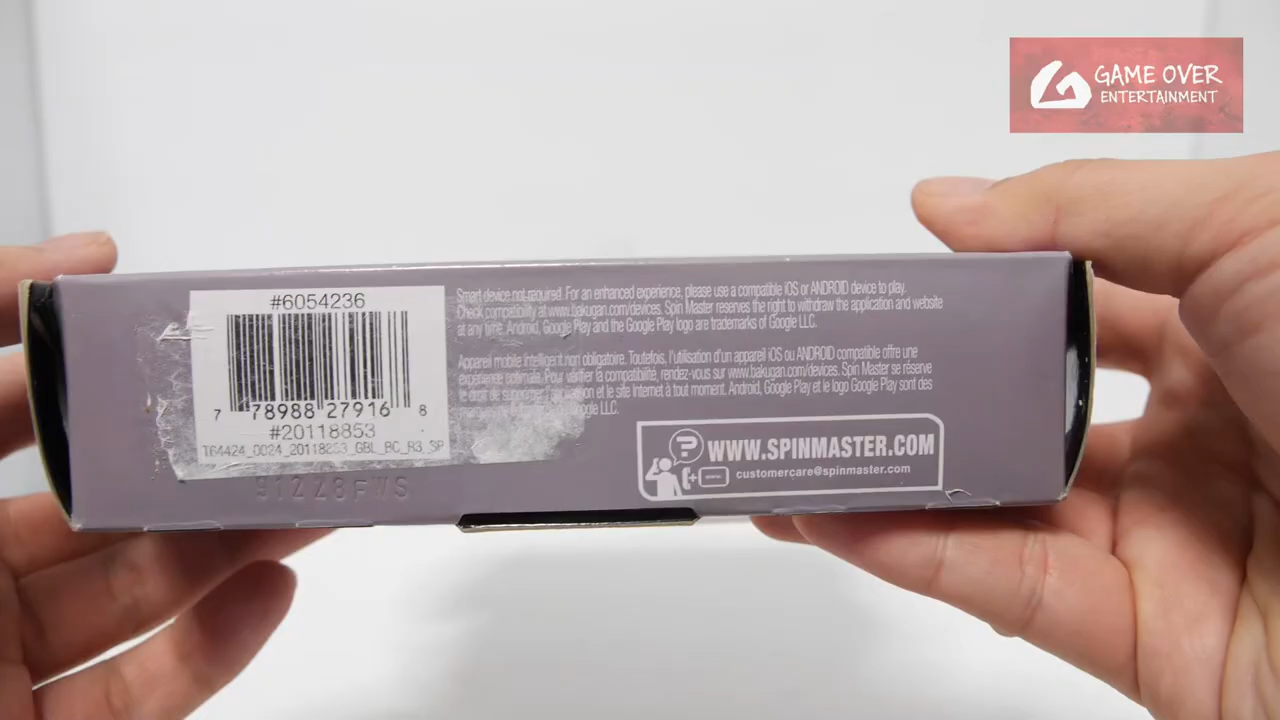 GAME OVER
ENTERTAINMENT
#6054236
7 78988 27916 8
#20118853
T64424_0024_20118253_GBL_BC_R3_SP
91228FWS
Smart device not required. For an enhanced experience, please use a compatible iOS or ANDROID device to play.
Check compatibility at www.bakugan.com/devices. Spin Master reserves the right to withdraw the application and website
at any time. Android, Google Play and the Google Play logo are trademarks of Google LLC.
Appareil mobile intelligent non obligatoire. Toutefois, l'utilisation d'un appareil iOS ou ANDROID compatible offre une
expérience optimale. Pour vérifier la compatibilité, rendez-vous sur www.bakugan.com/devices. Spin Master se réserve
le droit de supprimer l'application et le site Internet à tout moment. Android, Google Play et le logo Google Play sont des
Google LLC.
?
WWW.SPINMASTER.COM
customercare@spinmaster.com